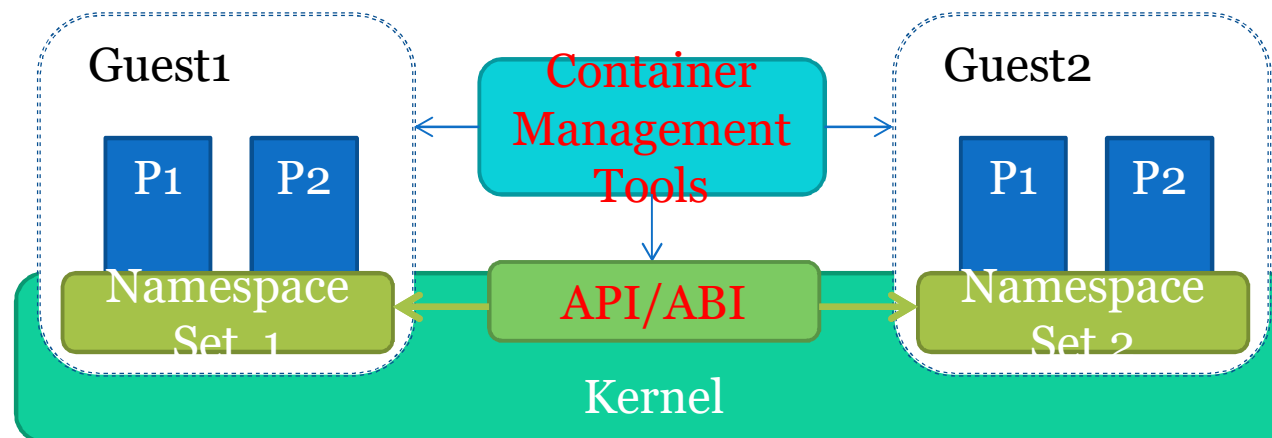 Guest1
Container
Management
Tools
Guest2
P1
P2
P1
P2
Namespace
Set 1
API/ABI
Namespace
Set 2
Kernel